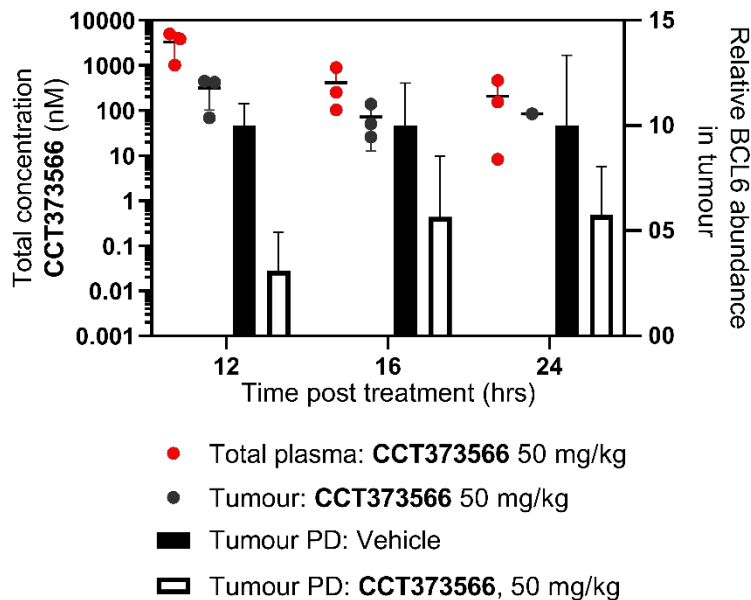 Total concentration
CCT373566 (nM)
10000
1000
100
10
1
0.1
0.01
0.001
15
10
05
00
Relative BCL6 abundance
in tumour
12
16
24
Time post treatment (hrs)
Total plasma: CCT373566 50 mg/kg
Tumour: CCT373566 50 mg/kg
Tumour PD: Vehicle
Tumour PD: CCT373566, 50 mg/kg